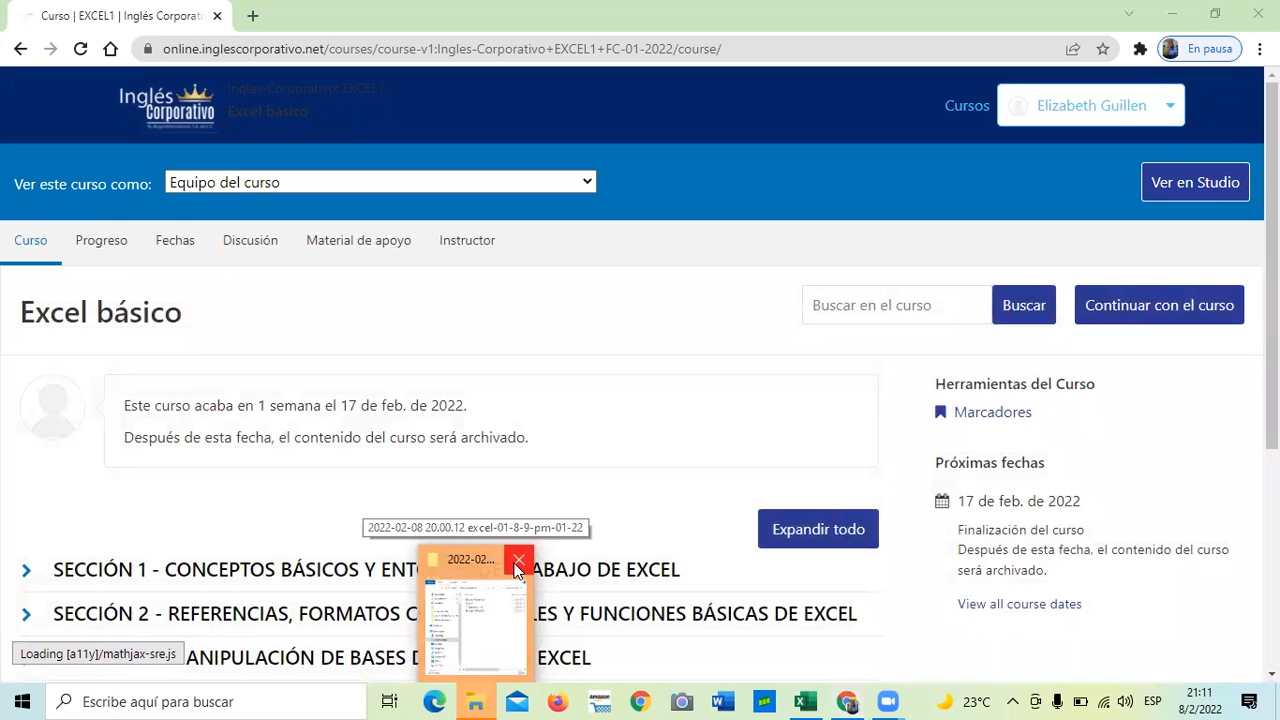 Curso | EXCEL1 | Inglés Corporati
online.inglescorporativo.net/courses/course-v1:Ingles-Corporativo+EXCEL1+FC-01-2022/course/
En pausa
Inglés Corporativo
Ingles-Corporativo: EXCEL1
Excel básico
Cursos
Elizabeth Guillen
Ver este curso como:
Equipo del curso
Ver en Studio
Curso
Progreso
Fechas
Discusión
Material de apoyo
Instructor
Excel básico
Buscar en el curso
Buscar
Continuar con el curso
Este curso acaba en 1 semana el 17 de feb. de 2022.
Después de esta fecha, el contenido del curso será archivado.
Herramientas del Curso
Marcadores
Próximas fechas
17 de feb. de 2022
Finalización del curso
Después de esta fecha, el contenido del curso
será archivado.
View all course dates
Expandir todo
2022-02-08 20.00.12 excel-01-8-9-pm-01-22
2022-02...
SECCIÓN 1 - CONCEPTOS BÁSICOS Y ENTO DE TRABAJO DE EXCEL
SECCIÓN 2 - REFERENCIAS, FORMATOS C LES Y FUNCIONES BÁSICAS DE EXCEL
ANIPULACIÓN DE BASES D EXCEL
Loading [a11y]/mathjax-sre.js
Escribe aquí para buscar
23°C
ESP
21:11
8/2/2022